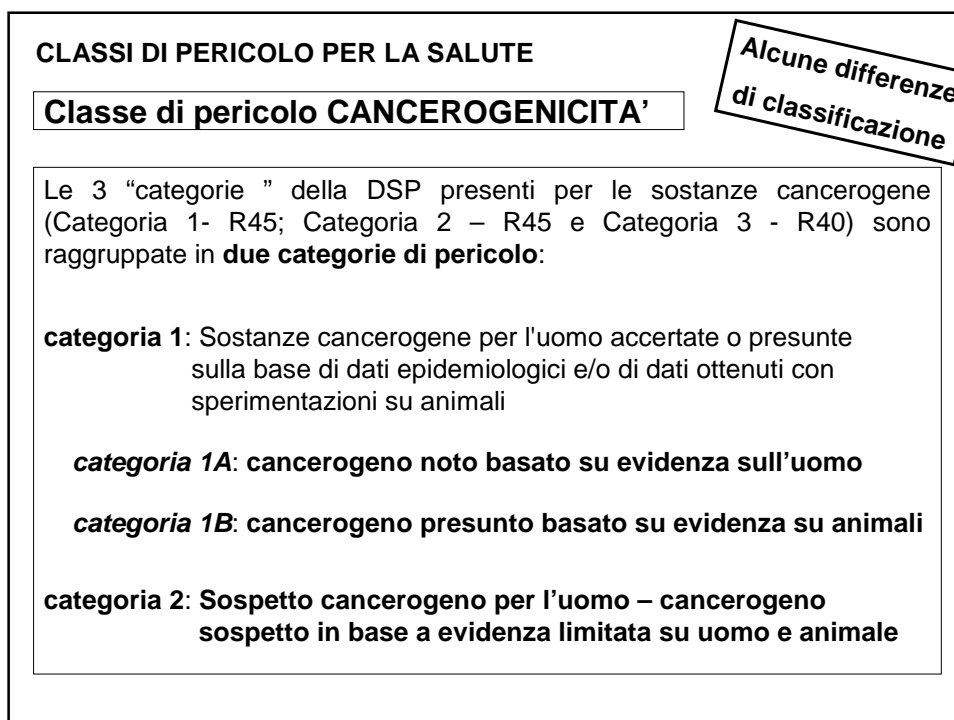 CLASSI DI PERICOLO PER LA SALUTE
Alcune differenze
di classificazione
Classe di pericolo CANCEROGENICITA’
Le 3 “categorie ” della DSP presenti per le sostanze cancerogene
(Categoria 1- R45; Categoria 2 – R45 e Categoria 3 - R40) sono
raggruppate in due categorie di pericolo:
categoria 1: Sostanze cancerogene per l'uomo accertate o presunte
sulla base di dati epidemiologici e/o di dati ottenuti con
sperimentazioni su animali
categoria 1A: cancerogeno noto basato su evidenza sull’uomo
categoria 1B: cancerogeno presunto basato su evidenza su animali
categoria 2: Sospetto cancerogeno per l’uomo – cancerogeno
sospetto in base a evidenza limitata su uomo e animale